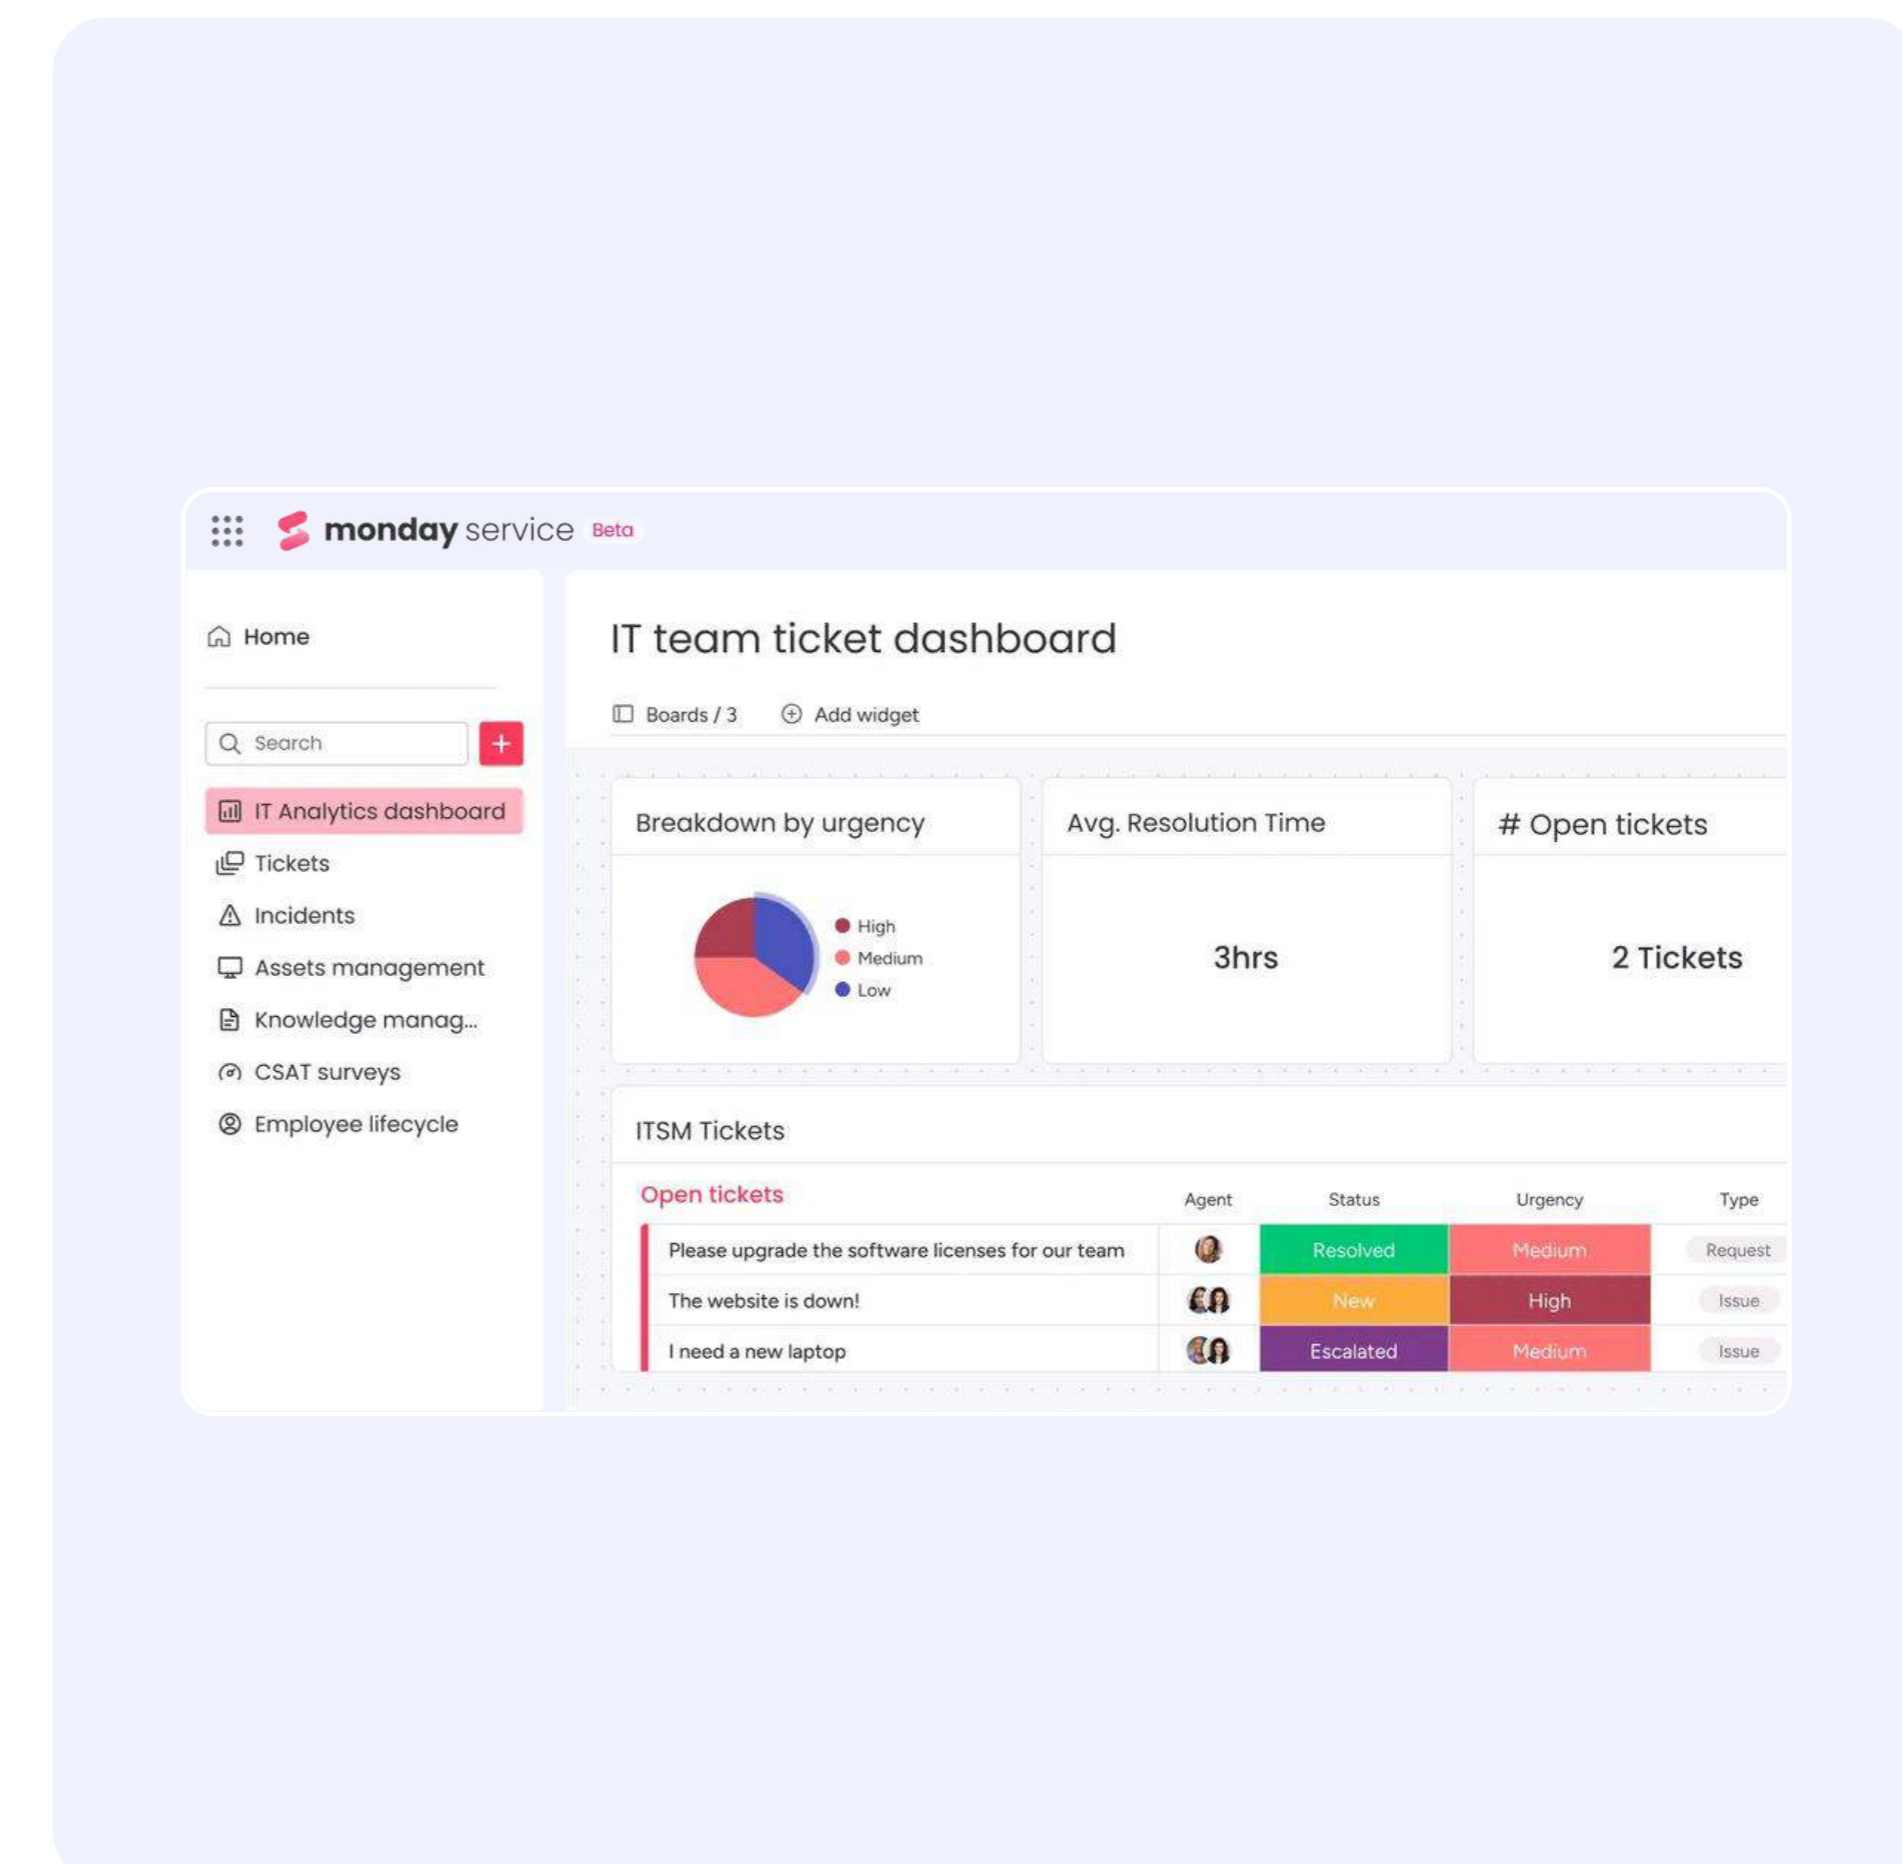 monday service Beta
Home
Search
IT Analytics dashboard
Tickets
Incidents
Assets management
Knowledge manag...
CSAT surveys
Employee lifecycle
IT team ticket dashboard
Boards / 3 Add widget
Breakdown by urgency
High
Medium
Low
Avg. Resolution Time
3hrs
# Open tickets
2 Tickets
ITSM Tickets
Open tickets Agent Status Urgency Type
Please upgrade the software licenses for our team Resolved Medium Request
The website is down! New High Issue
I need a new laptop Escalated Medium Issue